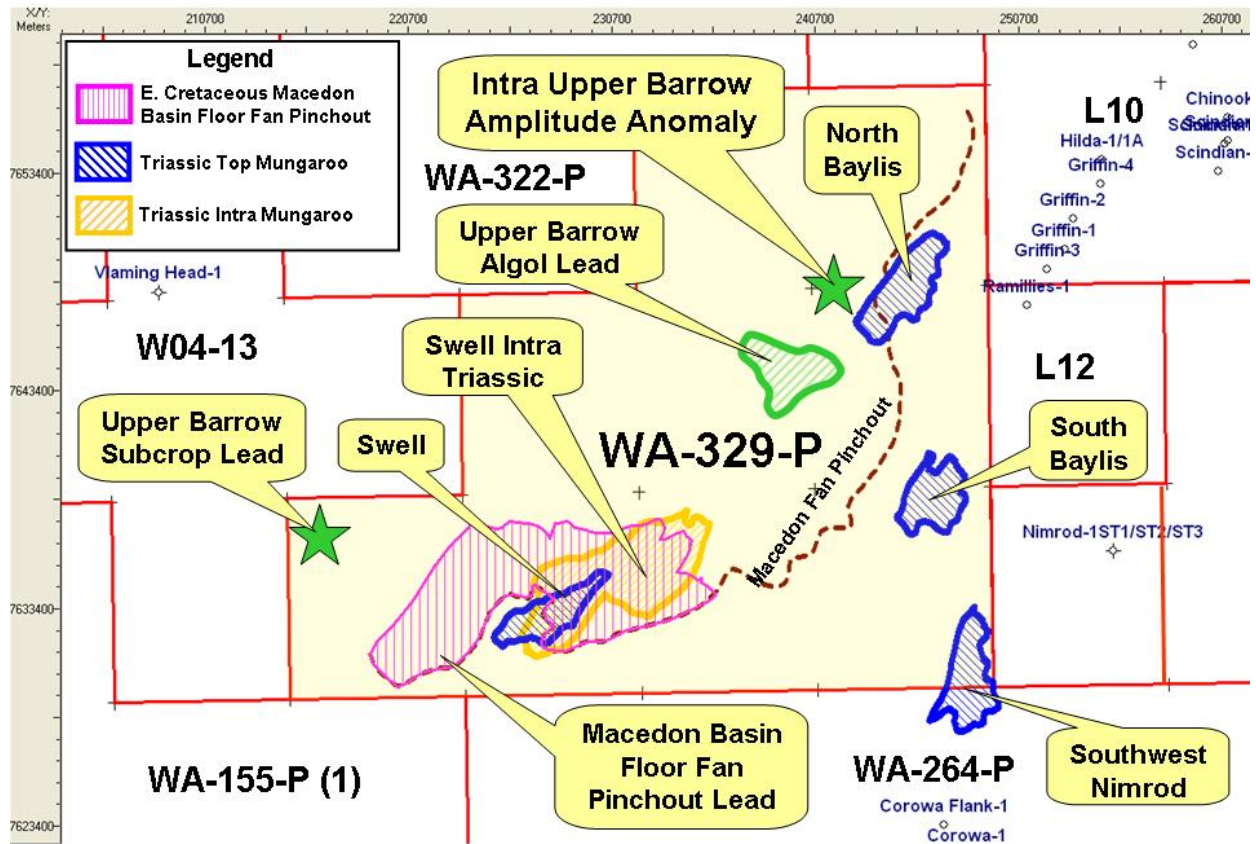 X/Y:
Meters
210700
220700
230700
240700
250700
260700
7653400
7643400
7633400
7623400
Legend
E. Cretaceous Macedon
Basin Floor Fan Pinchout
Triassic Top Mungaroo
Triassic Intra Mungaroo
Intra Upper Barrow
Amplitude Anomaly
North
Baylis
L10
Chinook
Hilda-1/1A
Scindian-
Griffin-4
Griffin-2
Griffin-1
Griffin-3
Ramillies-1
WA-322-P
Upper Barrow
Algol Lead
Vlaming Head-1
W04-13
Swell Intra
Triassic
L12
Upper Barrow
Subcrop Lead
Swell
WA-329-P
Macedon Fan Pinchout
South
Baylis
Nimrod-1ST1/ST2/ST3
Macedon Basin
Floor Fan
Pinchout Lead
WA-155-P (1)
WA-264-P
Southwest
Nimrod
Corowa Flank-1
Corowa-1